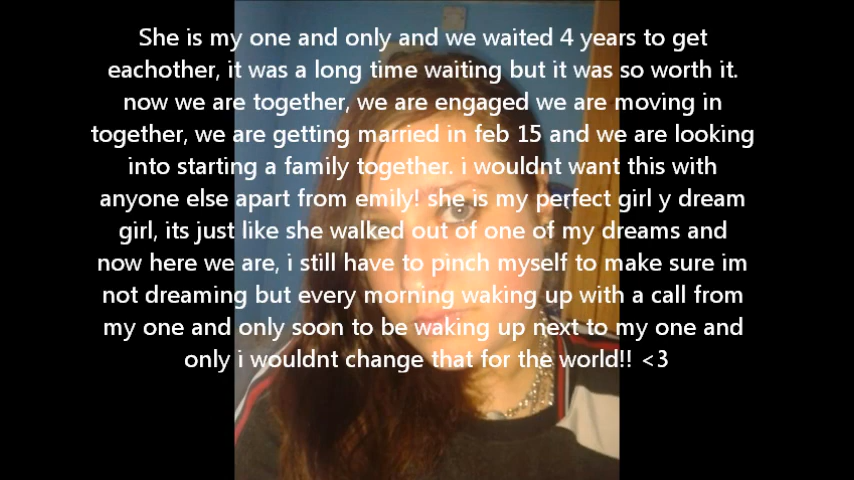 She is my one and only and we waited 4 years to get
eachother, it was a long time waiting but it was so worth it.
now we are together, we are engaged we are moving in
together, we are getting married in feb 15 and we are looking
into starting a family together. i wouldnt want this with
anyone else apart from emily! she is my perfect girl y dream
girl, its just like she walked out of one of my dreams and
now here we are, i still have to pinch myself to make sure im
not dreaming but every morning waking up with a call from
my one and only soon to be waking up next to my one and
only i wouldnt change that for the world!! <3